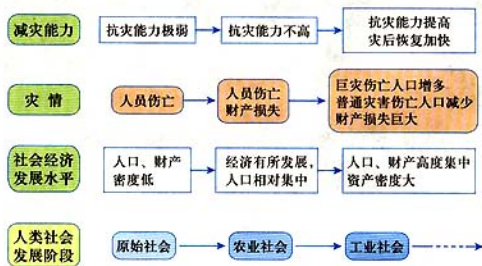 减灾能力
抗灾能力极弱
抗灾能力不高
抗灾能力提高
灾后恢复加快
灾 情
人员伤亡
人员伤亡
财产损失
巨灾伤亡人口增多
普通灾害伤亡人口减少
财产损失巨大
社会经济
发展水平
人口、财产
密度低
经济有所发展，
人口相对集中
人口、财产高度集中
资产密度大
人类社会
发展阶段
原始社会
农业社会
工业社会